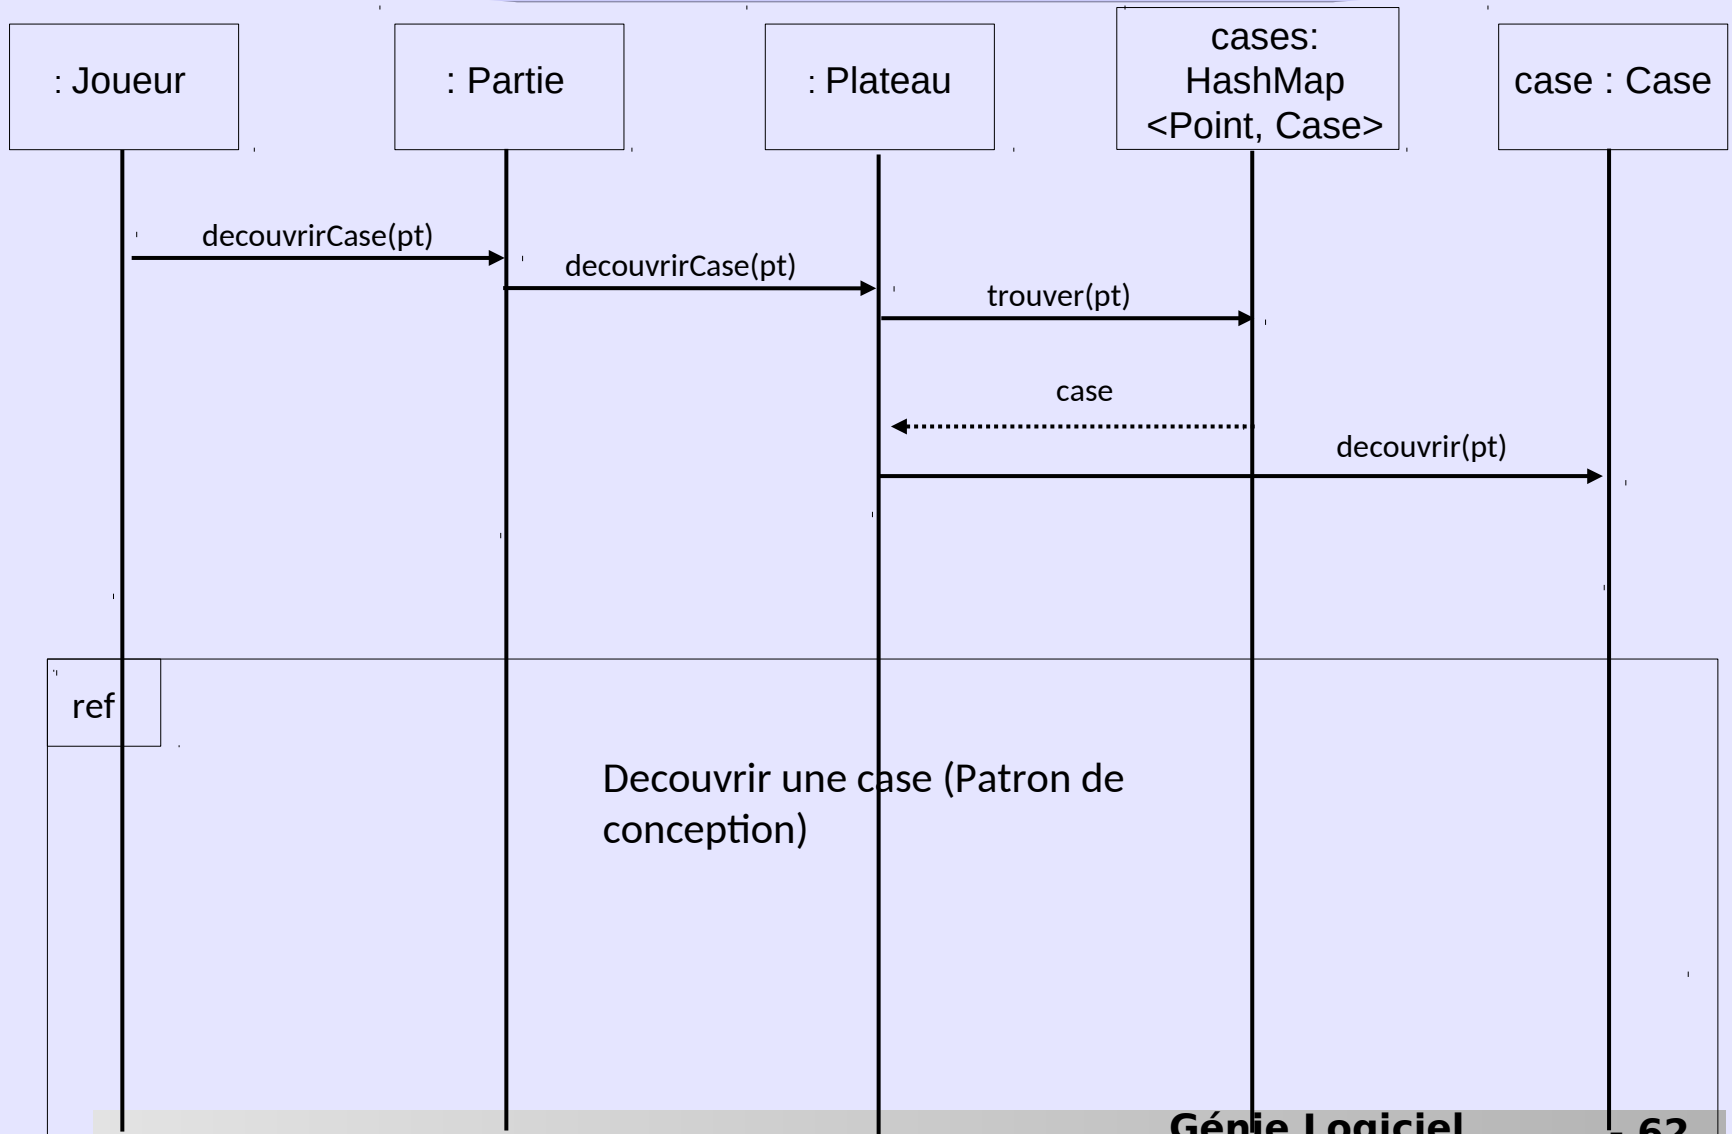 : Joueur
: Partie
: Plateau
cases:
HashMap
<Point, Case>
case : Case
decouvrirCase(pt)
decouvrirCase(pt)
trouver(pt)
case
decouvrir(pt)
ref
Decouvrir une case (Patron de
conception)
Génie Logiciel
- 62